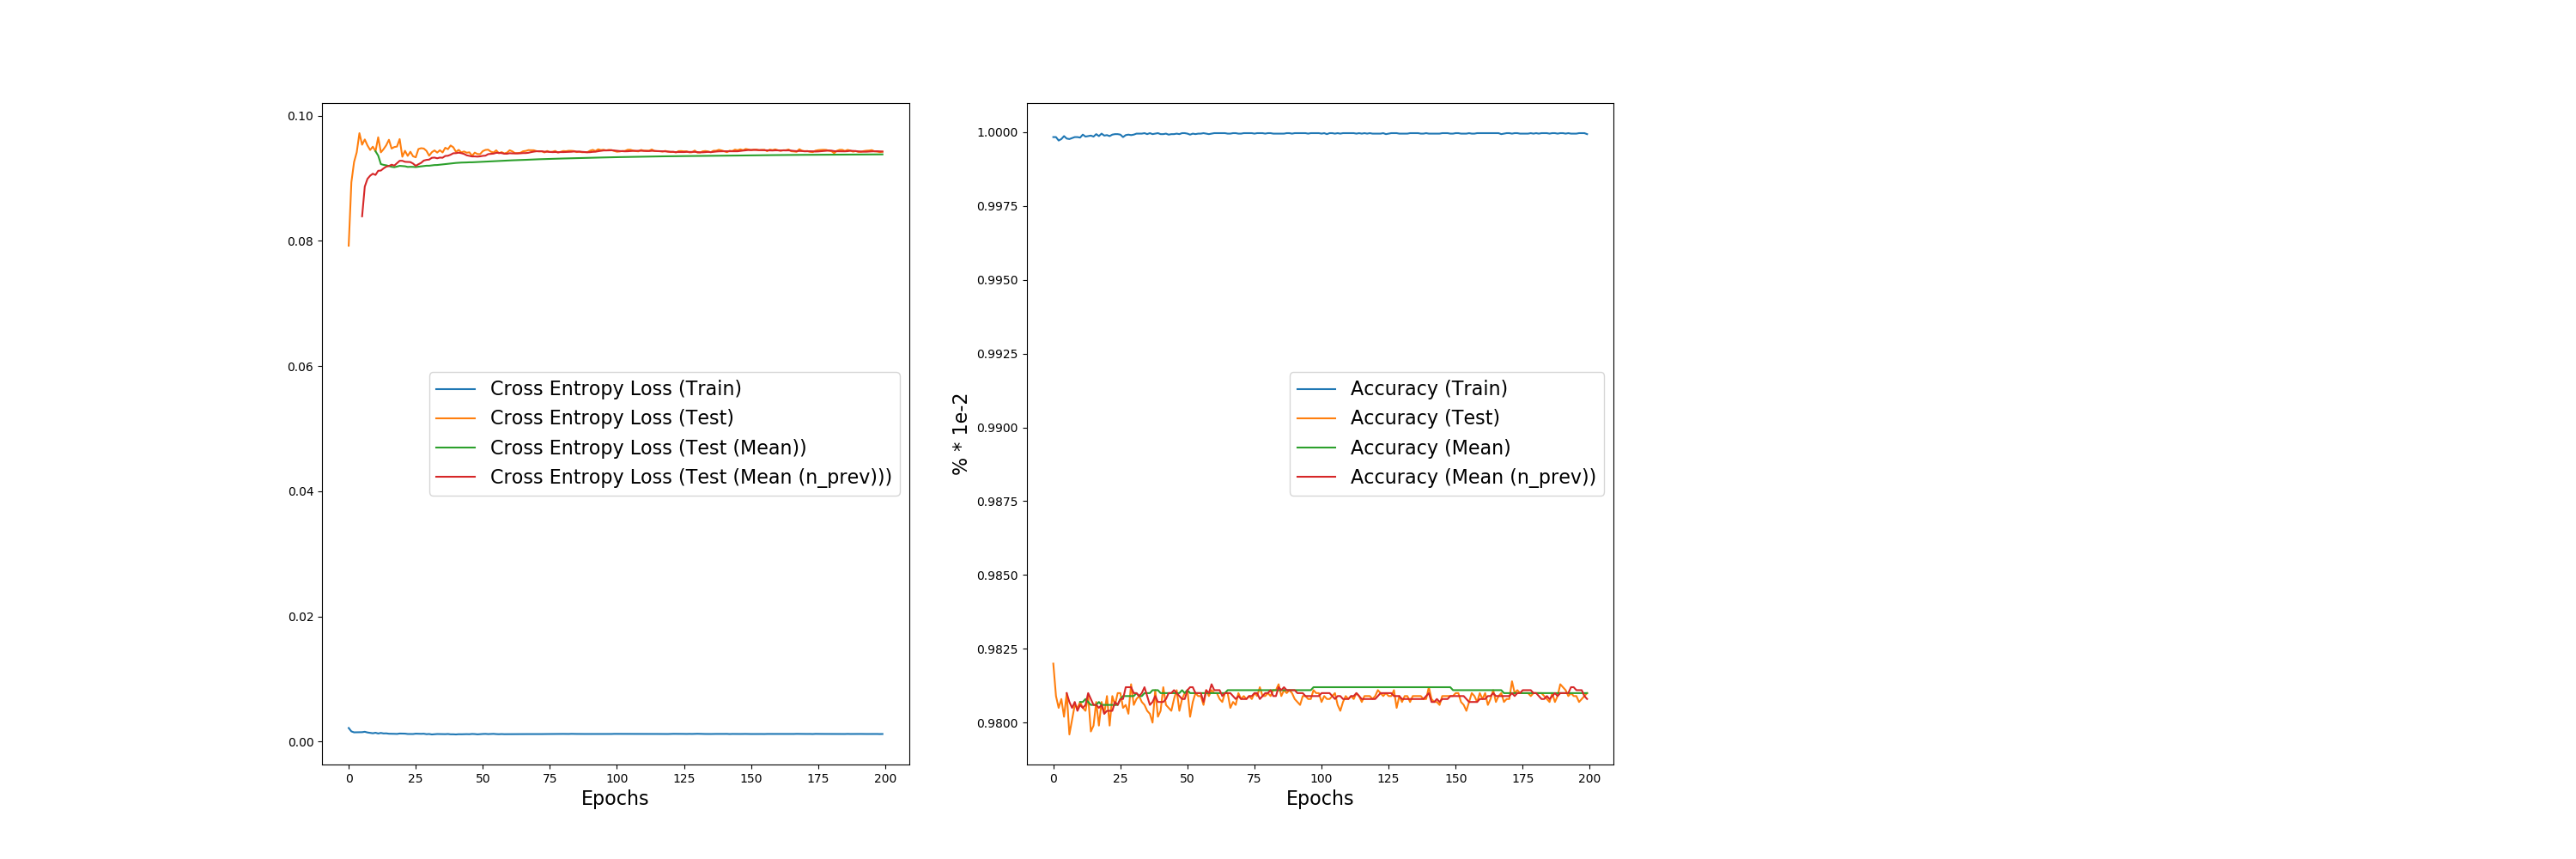 0.10
0.08
0.06
0.04
0.02
0.00
0 25 50 75 100 125 150 175 200
Epochs
Cross Entropy Loss (Train)
Cross Entropy Loss (Test)
Cross Entropy Loss (Test (Mean))
Cross Entropy Loss (Test (Mean (n_prev)))
% * 1e-2
1.0000
0.9975
0.9950
0.9925
0.9900
0.9875
0.9850
0.9825
0.9800
0 25 50 75 100 125 150 175 200
Epochs
Accuracy (Train)
Accuracy (Test)
Accuracy (Mean)
Accuracy (Mean (n_prev))